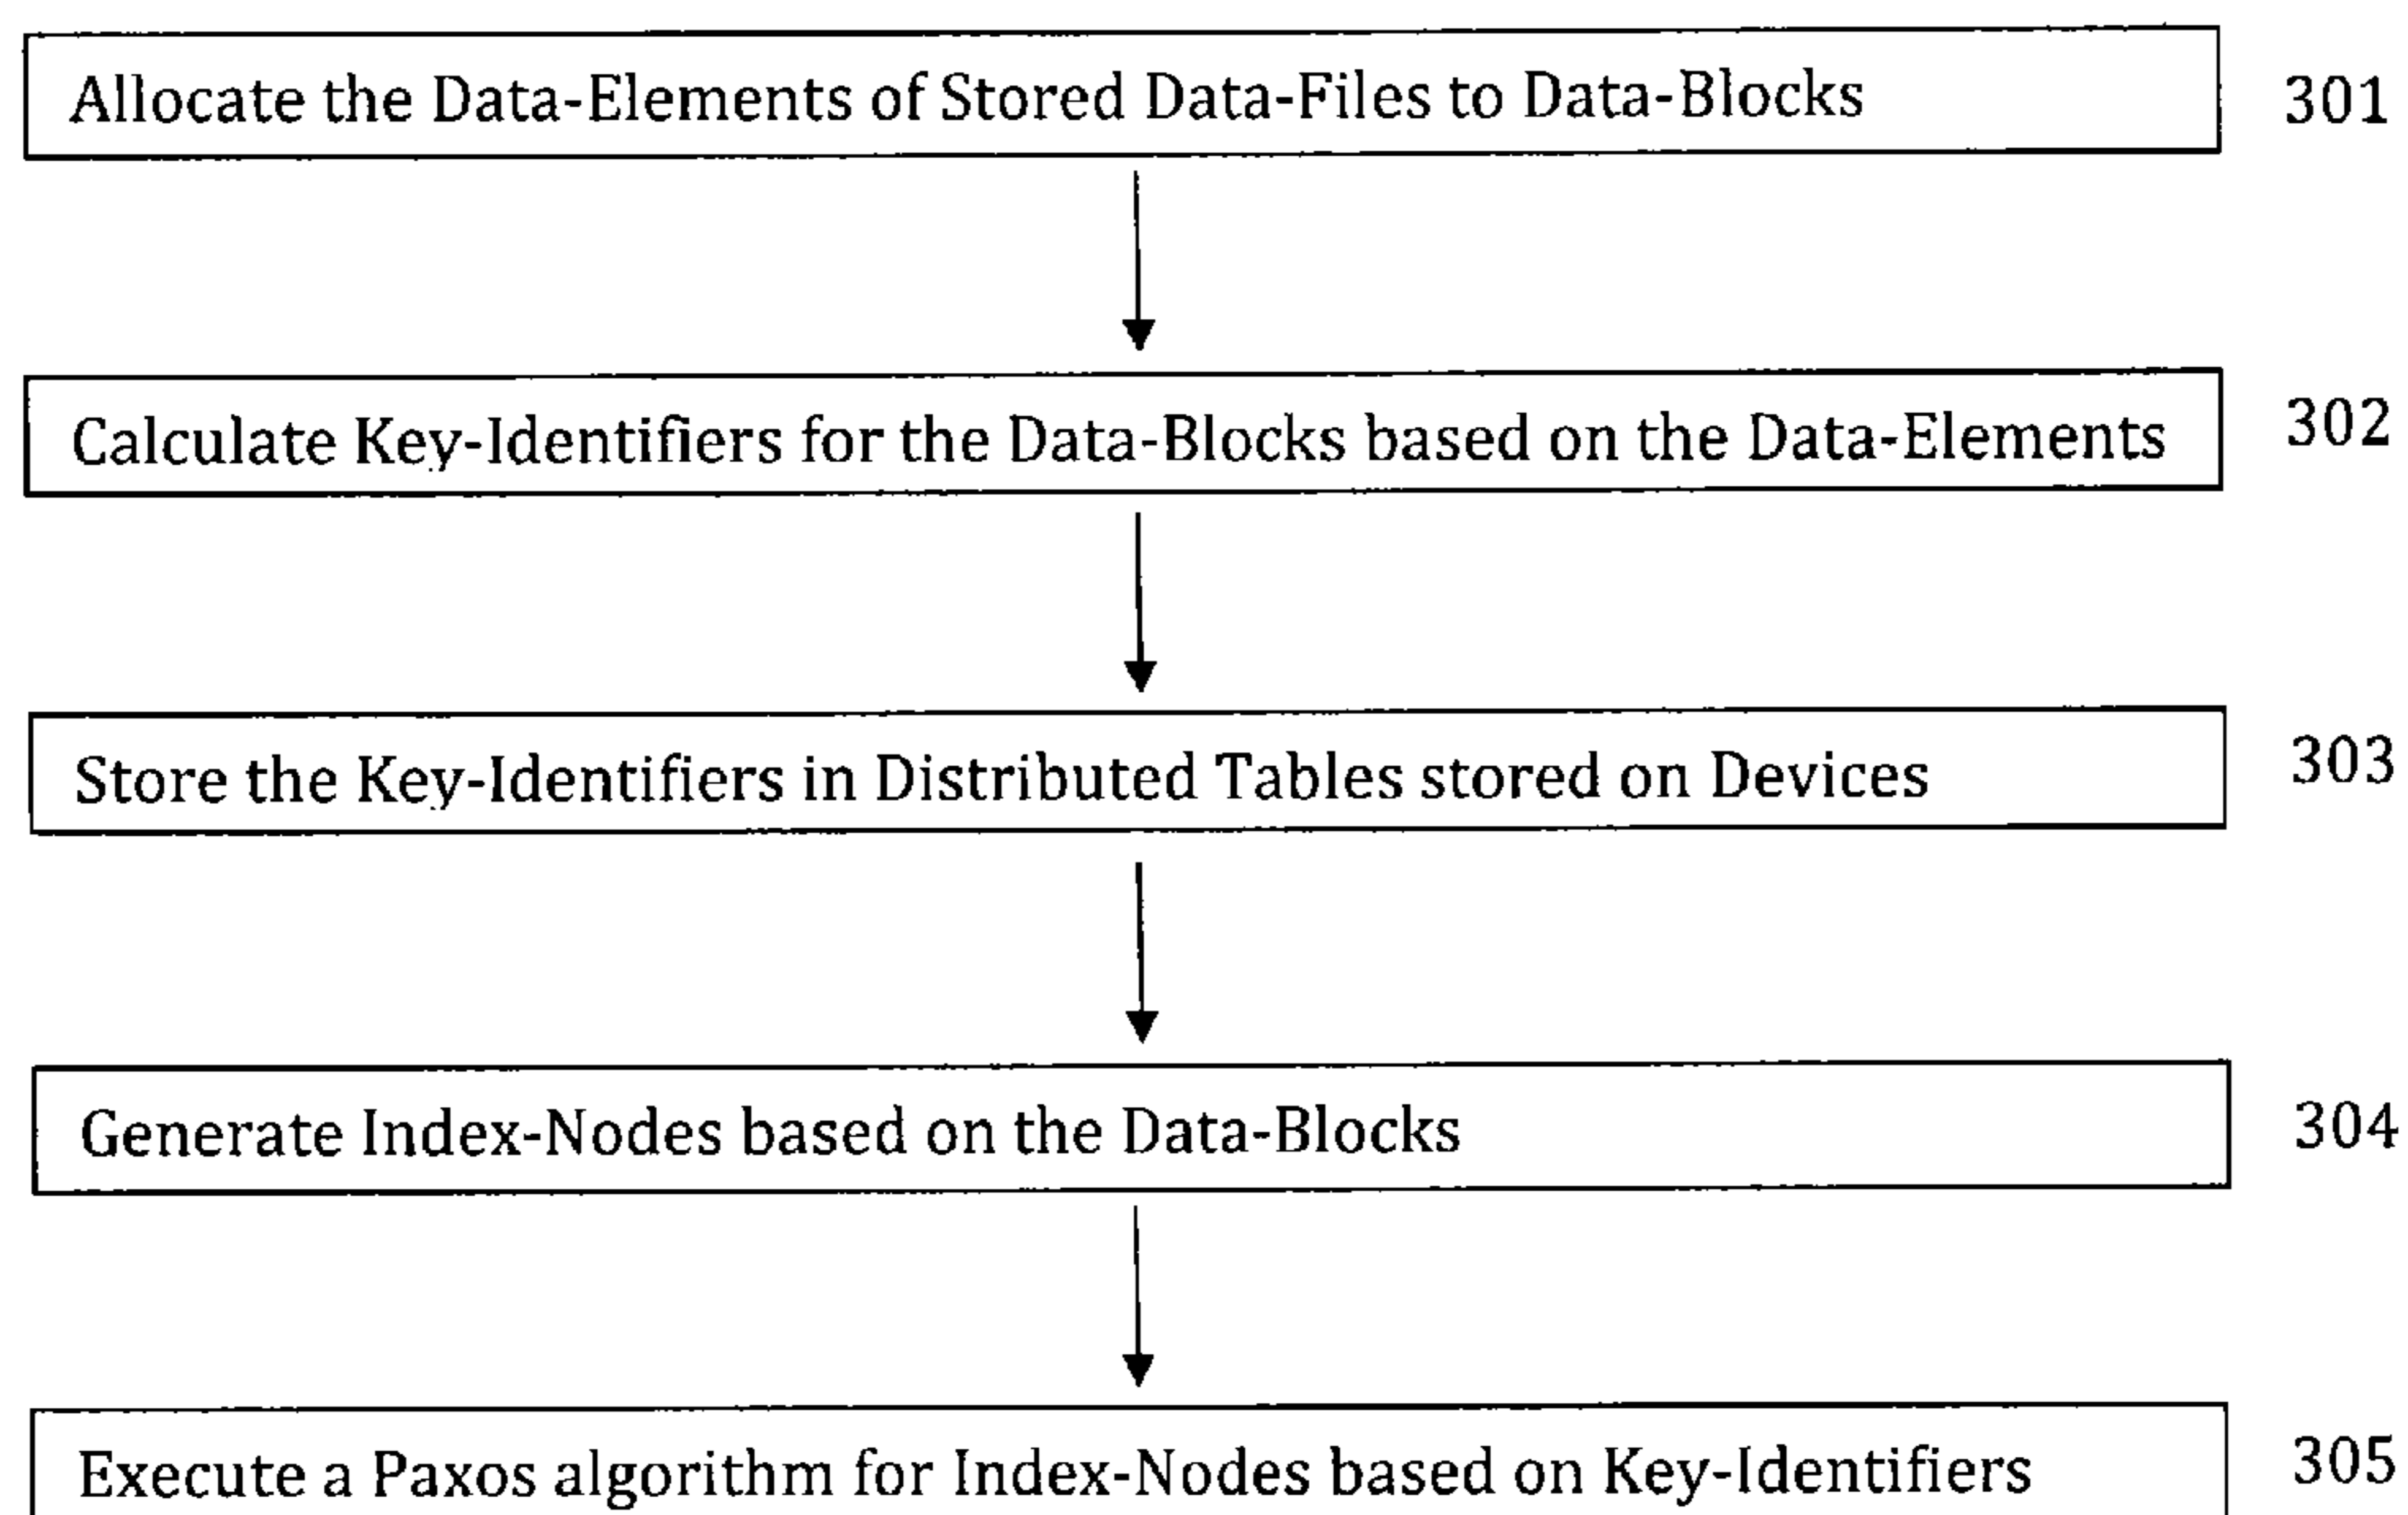 Allocate the Data-Elements of Stored Data-Files to Data-Blocks 301
Calculate Key-Identifiers for the Data-Blocks based on the Data-Elements 302
Store the Key-Identifiers in Distributed Tables stored on Devices 303
Generate Index-Nodes based on the Data-Blocks 304
Execute a Paxos algorithm for Index-Nodes based on Key-Identifiers 305